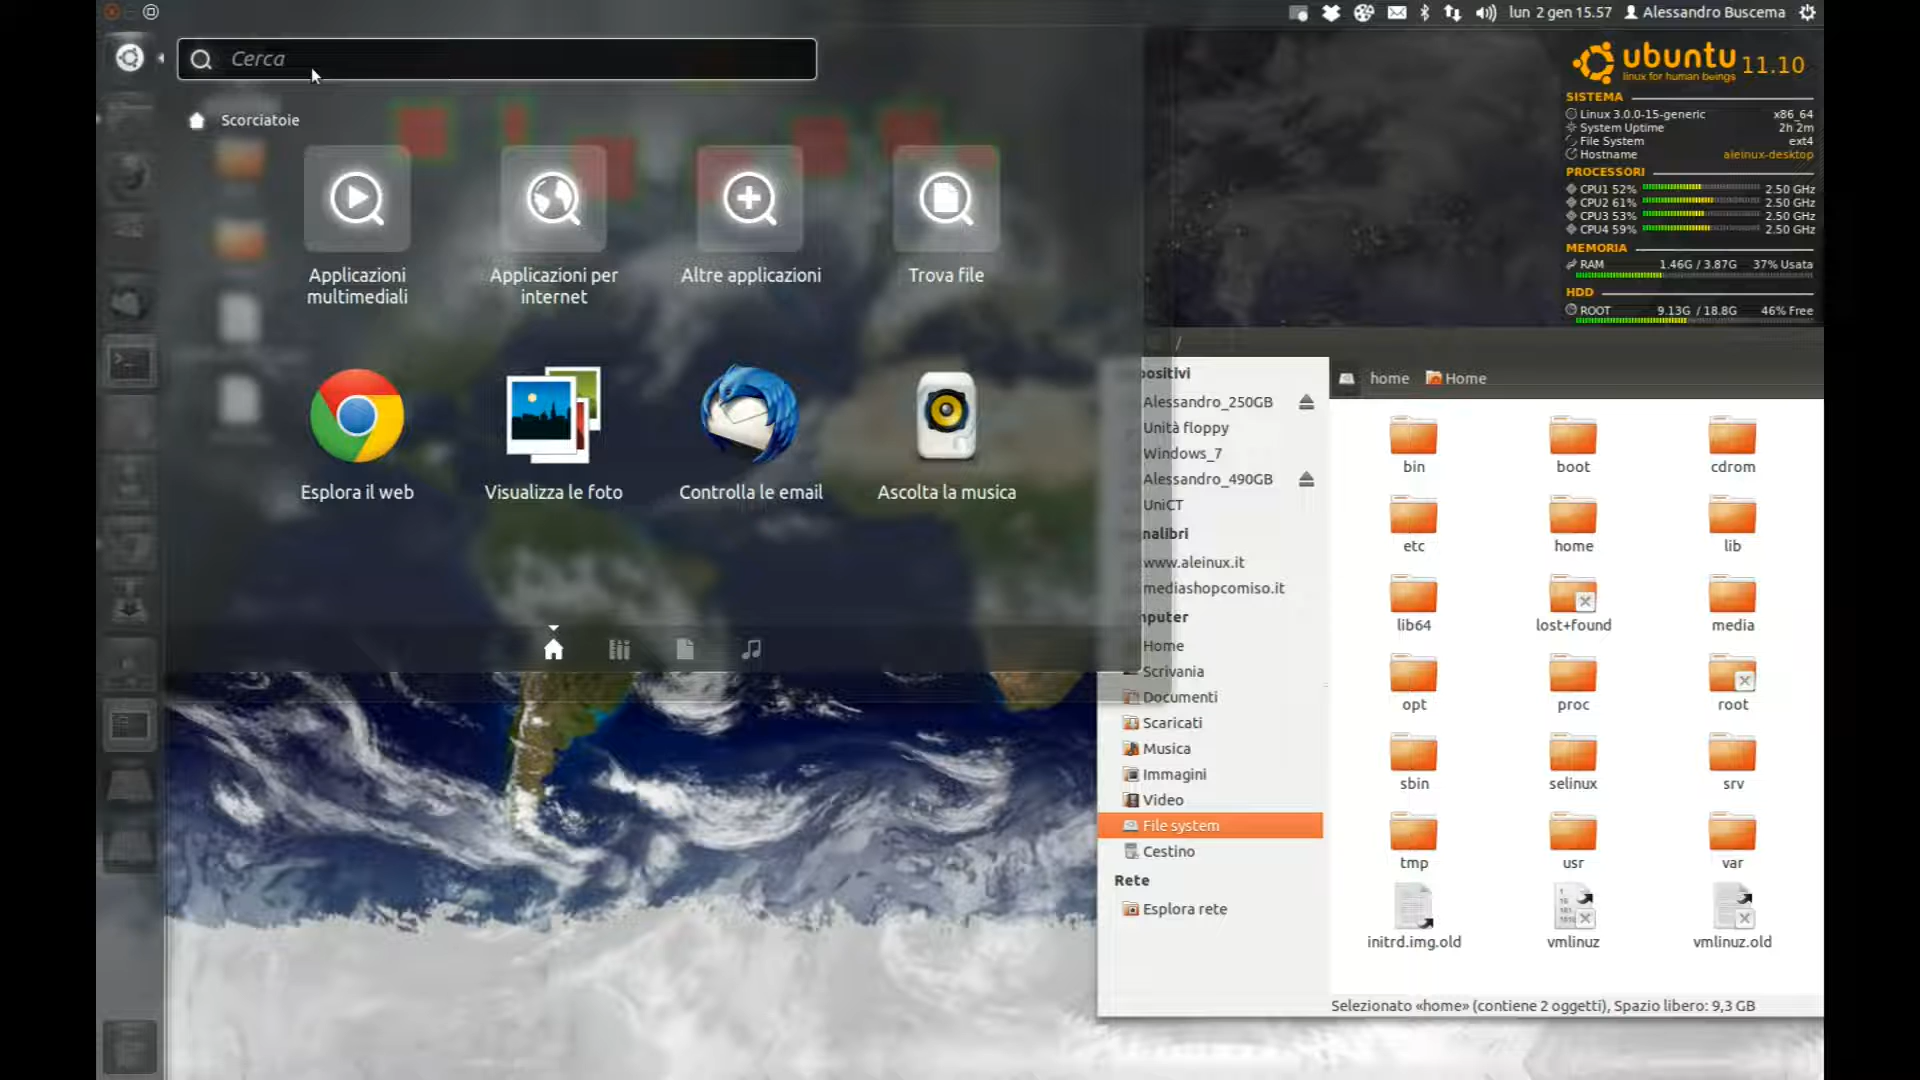 lun 2 gen 15.57 Alessandro Buscema
Cerca
Scorciatoie
Applicazioni
multimediali
Applicazioni per
internet
Altre applicazioni
Trova file
Esplora il web
Visualizza le foto
Controlla le email
Ascolta la musica
ubuntu 11.10
linux for human beings
SISTEMA
Linux 3.0.0-15-generic x86_64
System Uptime 2h 2m
File System ext4
Hostname aleinux-desktop
PROCESSORI
CPU1 52% 2.50 GHz
CPU2 61% 2.50 GHz
CPU3 53% 2.50 GHz
CPU4 59% 2.50 GHz
MEMORIA
RAM 1.46G / 3.87G 37% Usata
HDD
ROOT 9.13G / 18.8G 46% Free
/
home Home
positivi
Alessandro_250GB
Unità floppy
Windows_7
Alessandro_490GB
UniCT
nalibri
www.aleinux.it
mediashopcomiso.it
nputer
Home
Scrivania
Documenti
Scaricati
Musica
Immagini
Video
File system
Cestino
Rete
Esplora rete
bin boot cdrom
etc home lib
lib64 lost+found media
opt proc root
sbin selinux srv
tmp usr var
initrd.img.old vmlinuz vmlinuz.old
Selezionato «home» (contiene 2 oggetti), Spazio libero: 9,3 GB